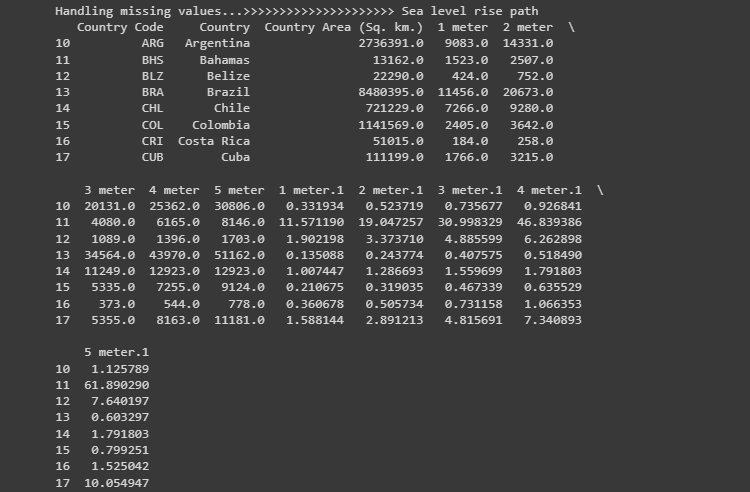 Handling missing values...>>>>>>>>>>>>>>>>>>>>> Sea level rise path
Country Code Country Country Area (Sq. km.) 1 meter 2 meter \
10 ARG Argentina 2736391.0 9083.0 14331.0
11 BHS Bahamas 13162.0 1523.0 2507.0
12 BLZ Belize 22290.0 424.0 752.0
13 BRA Brazil 8480395.0 11456.0 20673.0
14 CHL Chile 721229.0 7266.0 9280.0
15 COL Colombia 1141569.0 2405.0 3642.0
16 CRI Costa Rica 51015.0 184.0 258.0
17 CUB Cuba 111199.0 1766.0 3215.0
3 meter 4 meter 5 meter 1 meter.1 2 meter.1 3 meter.1 4 meter.1 \
10 20131.0 25362.0 30806.0 0.331934 0.523719 0.735677 0.926841
11 4080.0 6165.0 8146.0 11.571190 19.047257 30.998329 46.839386
12 1089.0 1396.0 1703.0 1.902198 3.373710 4.885599 6.262898
13 34564.0 43970.0 51162.0 0.135088 0.243774 0.407575 0.518490
14 11249.0 12923.0 12923.0 1.007447 1.286693 1.559699 1.791803
15 5335.0 7255.0 9124.0 0.210675 0.319035 0.467339 0.635529
16 373.0 544.0 778.0 0.360678 0.505734 0.731158 1.066353
17 5355.0 8163.0 11181.0 1.588144 2.891213 4.815691 7.340893
5 meter.1
10 1.125789
11 61.890290
12 7.640197
13 0.603297
14 1.791803
15 0.799251
16 1.525042
17 10.054947